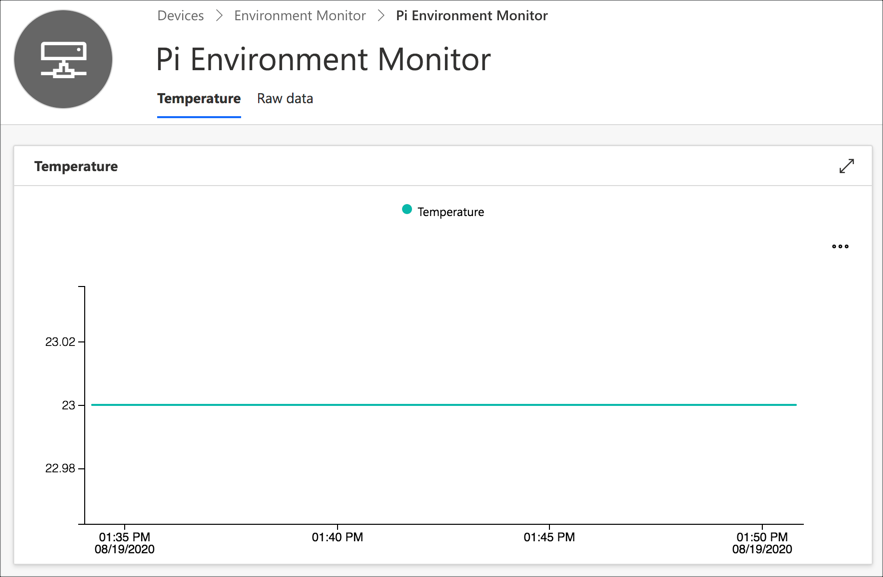 Devices > Environment Monitor > Pi Environment Monitor
Pi Environment Monitor
Temperature Raw data
Temperature
Temperature
23.02
23
22.98
01:35 PM 01:40 PM 01:45 PM 01:50 PM
08/19/2020 08/19/2020